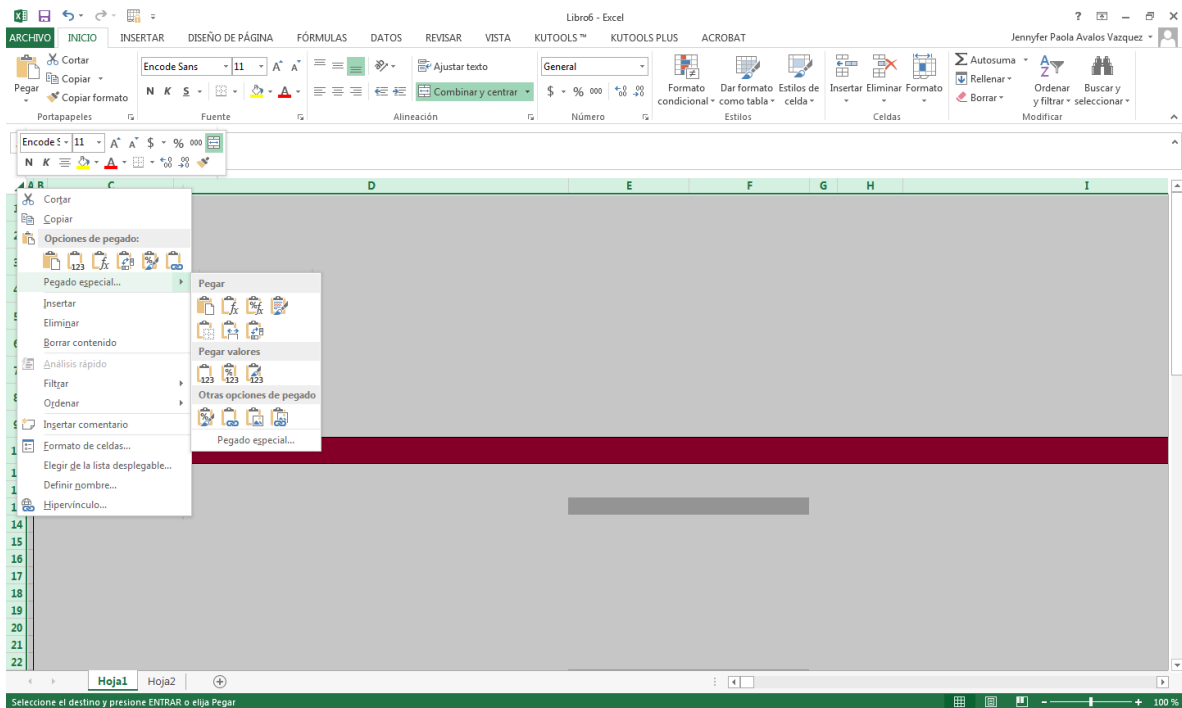 Libro6 - Excel
ARCHIVO INICIO INSERTAR DISEÑO DE PÁGINA FÓRMULAS DATOS REVISAR VISTA KUTOOLS ™ KUTOOLS PLUS ACROBAT Jennyfer Paola Avalos Vazquez
Pegar
Cortar
Copiar
Copiar formato
Portapapeles
Encode Sans 11
N K S
Fuente
Ajustar texto
Combinar y centrar
Alineación
General
$ % 000
Número
Formato condicional
Dar formato como tabla
Estilos de celda
Estilos
Insertar Eliminar Formato
Celdas
Autosuma
Rellenar
Borrar
Ordenar y filtrar
Buscar y seleccionar
Modificar
Encode S 11 $ % 000
N K A
A B C D E F G H I
Cortar
Copiar
Opciones de pegado:
Pegado especial...
Insertar
Eliminar
Borrar contenido
Análisis rápido
Filtrar
Ordenar
Insertar comentario
Formato de celdas...
Elegir de la lista desplegable...
Definir nombre...
Hipervínculo...
Pegar
Pegar valores
Otras opciones de pegado
Pegado especial...
14
15
16
17
18
19
20
21
22
Hoja1 Hoja2
Seleccione el destino y presione ENTRAR o elija Pegar
100 %